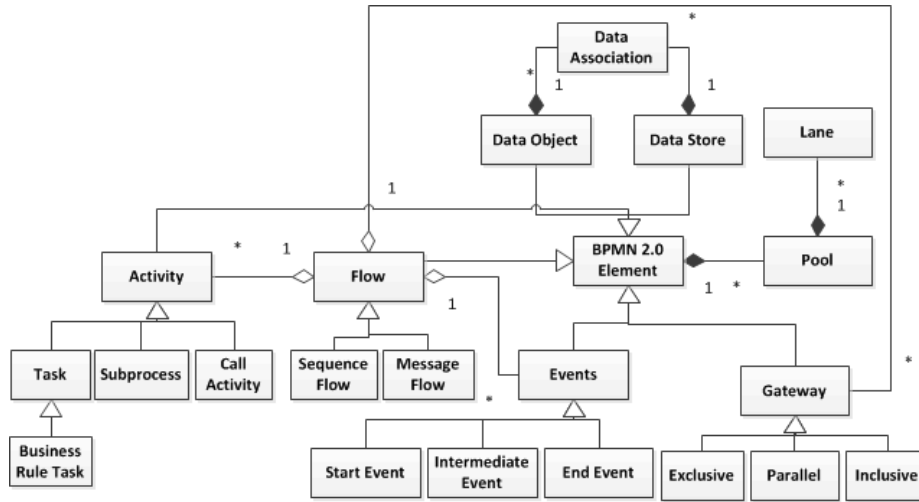 *
Data
Association
*
1
1
Data Object
Data Store
Lane
1
*
1
*
1
BPMN 2.0
Element
Pool
Activity
Flow
1
1
*
Task
Subprocess
Call
Activity
Sequence
Flow
Message
Flow
Events
Gateway
*
*
Business
Rule Task
Start Event
Intermediate
Event
End Event
Exclusive
Parallel
Inclusive